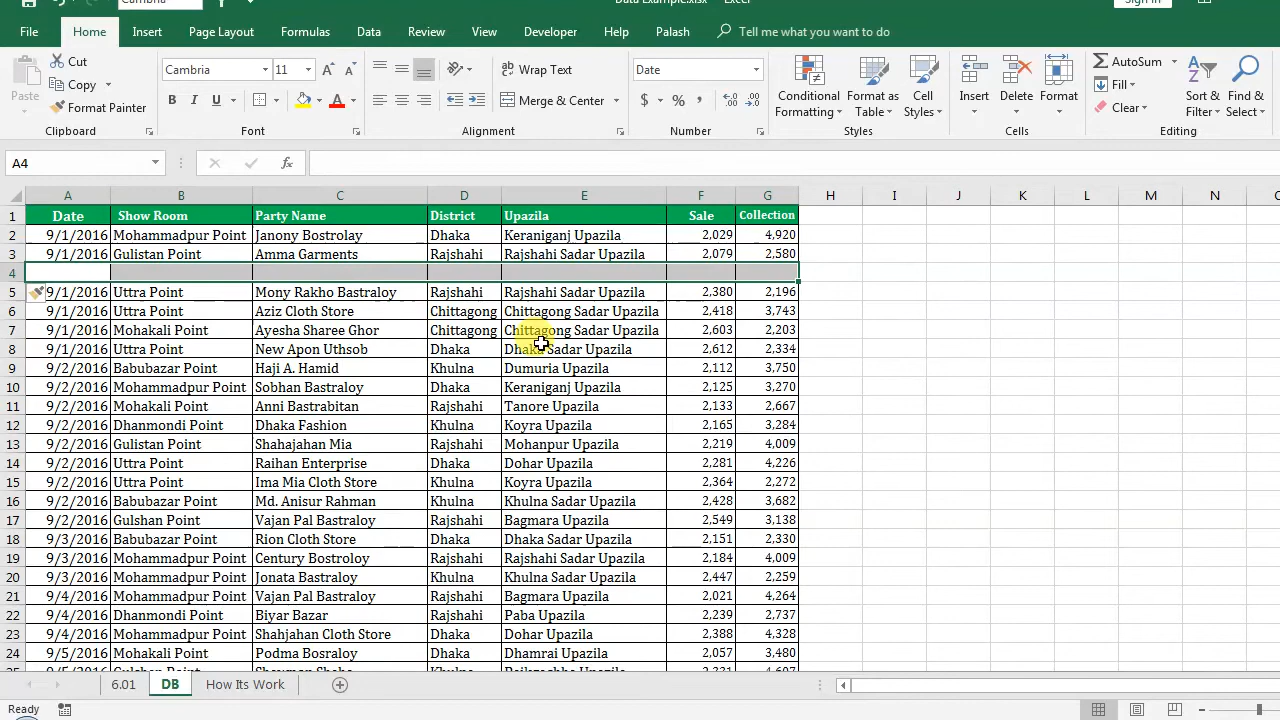 Data Example.xlsx - Excel
Sign in
Cambria
File Home Insert Page Layout Formulas Data Review View Developer Help Palash Tell me what you want to do
Paste
Cut
Copy
Format Painter
Clipboard
Cambria 11
B I U
Font
Wrap Text
Merge & Center
Alignment
Date
$ % ,
Number
Conditional Formatting
Format as Table
Cell Styles
Styles
Insert Delete Format
Cells
AutoSum
Fill
Clear
Sort & Filter
Find & Select
Editing
A4
fx
A B C D E F G H I J K L M N
1 Date Show Room Party Name District Upazila Sale Collection
2 9/1/2016 Mohammadpur Point Janony Bostrolay Dhaka Keraniganj Upazila 2,029 4,920
3 9/1/2016 Gulistan Point Amma Garments Rajshahi Rajshahi Sadar Upazila 2,079 2,580
4
5 9/1/2016 Uttra Point Mony Rakho Bastraloy Rajshahi Rajshahi Sadar Upazila 2,380 2,196
6 9/1/2016 Uttra Point Aziz Cloth Store Chittagong Chittagong Sadar Upazila 2,418 3,743
7 9/1/2016 Mohakali Point Ayesha Sharee Ghor Chittagong Chittagong Sadar Upazila 2,603 2,203
8 9/1/2016 Uttra Point New Apon Uthsob Dhaka Dhaka Sadar Upazila 2,612 2,334
9 9/1/2016 Babubazar Point Haji A. Hamid Khulna Dumuria Upazila 2,112 3,750
10 9/2/2016 Mohammadpur Point Sobhan Bastraloy Dhaka Keraniganj Upazila 2,125 3,270
11 9/2/2016 Mohakali Point Anni Bastrabitan Rajshahi Tanore Upazila 2,133 2,667
12 9/2/2016 Dhanmondi Point Dhaka Fashion Khulna Koyra Upazila 2,165 3,284
13 9/2/2016 Gulistan Point Shahajahan Mia Rajshahi Mohanpur Upazila 2,219 4,009
14 9/2/2016 Uttra Point Raihan Enterprise Dhaka Dohar Upazila 2,281 4,226
15 9/2/2016 Uttra Point Ima Mia Cloth Store Khulna Koyra Upazila 2,364 2,272
16 9/2/2016 Babubazar Point Md. Anisur Rahman Khulna Khulna Sadar Upazila 2,428 3,682
17 9/2/2016 Gulshan Point Vajan Pal Bastraloy Rajshahi Bagmara Upazila 2,549 3,138
18 9/3/2016 Babubazar Point Rion Cloth Store Dhaka Dhaka Sadar Upazila 2,151 2,330
19 9/3/2016 Mohammadpur Point Century Bostroloy Rajshahi Rajshahi Sadar Upazila 2,184 4,009
20 9/3/2016 Mohammadpur Point Jonata Bastraloy Khulna Khulna Sadar Upazila 2,447 2,259
21 9/4/2016 Mohammadpur Point Vajan Pal Bastraloy Rajshahi Bagmara Upazila 2,021 4,264
22 9/4/2016 Dhanmondi Point Biyar Bazar Rajshahi Paba Upazila 2,239 2,737
23 9/4/2016 Mohammadpur Point Shahjahan Cloth Store Dhaka Dohar Upazila 2,388 4,328
24 9/5/2016 Mohakali Point Podma Bosraloy Dhaka Dhamrai Upazila 2,057 3,480
6.01 DB How Its Work
Ready